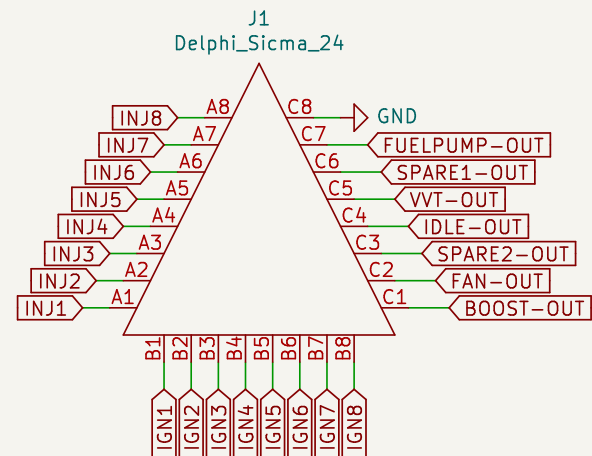 J1
Delphi_Sicma_24
INJ8 A8 C8 GND
INJ7 A7 C7 FUELPUMP-OUT
INJ6 A6 C6 SPARE1-OUT
INJ5 A5 C5 VVT-OUT
INJ4 A4 C4 IDLE-OUT
INJ3 A3 C3 SPARE2-OUT
INJ2 A2 C2 FAN-OUT
INJ1 A1 C1 BOOST-OUT
B1 B2 B3 B4 B5 B6 B7 B8
IGN1 IGN2 IGN3 IGN4 IGN5 IGN6 IGN7 IGN8